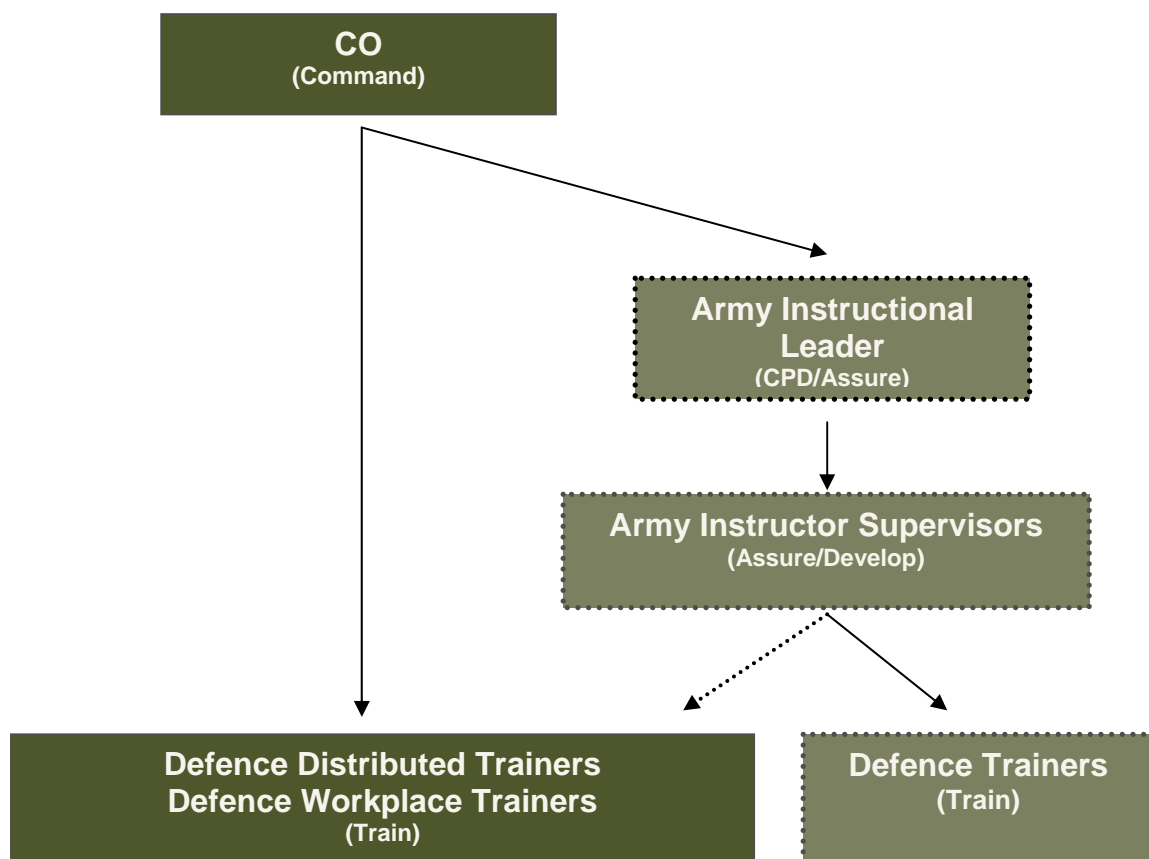 CO
(Command)
Army Instructional
Leader
(CPD/Assure)
Army Instructor Supervisors
(Assure/Develop)
Defence Distributed Trainers
Defence Workplace Trainers
(Train)
Defence Trainers
(Train)